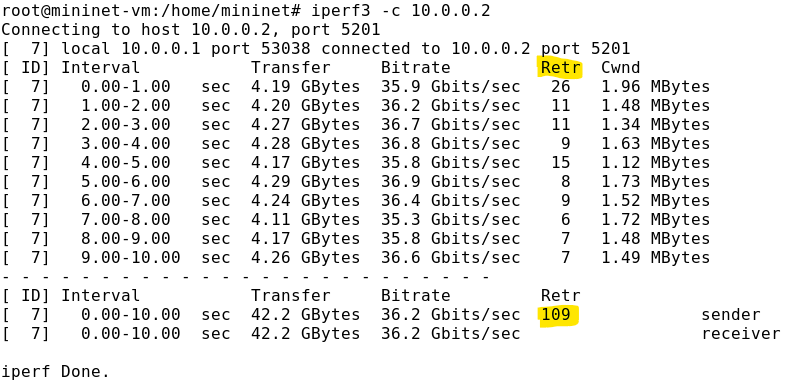 root@mininet-vm:/home/mininet# iperf3 -c 10.0.0.2
Connecting to host 10.0.0.2, port 5201
[  7] local 10.0.0.1 port 53038 connected to 10.0.0.2 port 5201
[ ID] Interval           Transfer     Bitrate         Retr  Cwnd
[  7]   0.00-1.00   sec  4.19 GBytes  35.9 Gbits/sec   26   1.96 MBytes
[  7]   1.00-2.00   sec  4.20 GBytes  36.2 Gbits/sec   11   1.48 MBytes
[  7]   2.00-3.00   sec  4.27 GBytes  36.7 Gbits/sec   11   1.34 MBytes
[  7]   3.00-4.00   sec  4.28 GBytes  36.8 Gbits/sec    9   1.63 MBytes
[  7]   4.00-5.00   sec  4.17 GBytes  35.8 Gbits/sec   15   1.12 MBytes
[  7]   5.00-6.00   sec  4.29 GBytes  36.9 Gbits/sec    8   1.73 MBytes
[  7]   6.00-7.00   sec  4.24 GBytes  36.4 Gbits/sec    9   1.52 MBytes
[  7]   7.00-8.00   sec  4.11 GBytes  35.3 Gbits/sec    6   1.72 MBytes
[  7]   8.00-9.00   sec  4.17 GBytes  35.8 Gbits/sec    7   1.48 MBytes
[  7]   9.00-10.00  sec  4.26 GBytes  36.6 Gbits/sec    7   1.49 MBytes
- - - - - - - - - - - - - - - - - - - - - - - - -
[ ID] Interval           Transfer     Bitrate         Retr
[  7]   0.00-10.00  sec  42.2 GBytes  36.2 Gbits/sec  109             sender
[  7]   0.00-10.00  sec  42.2 GBytes  36.2 Gbits/sec                  receiver
iperf Done.